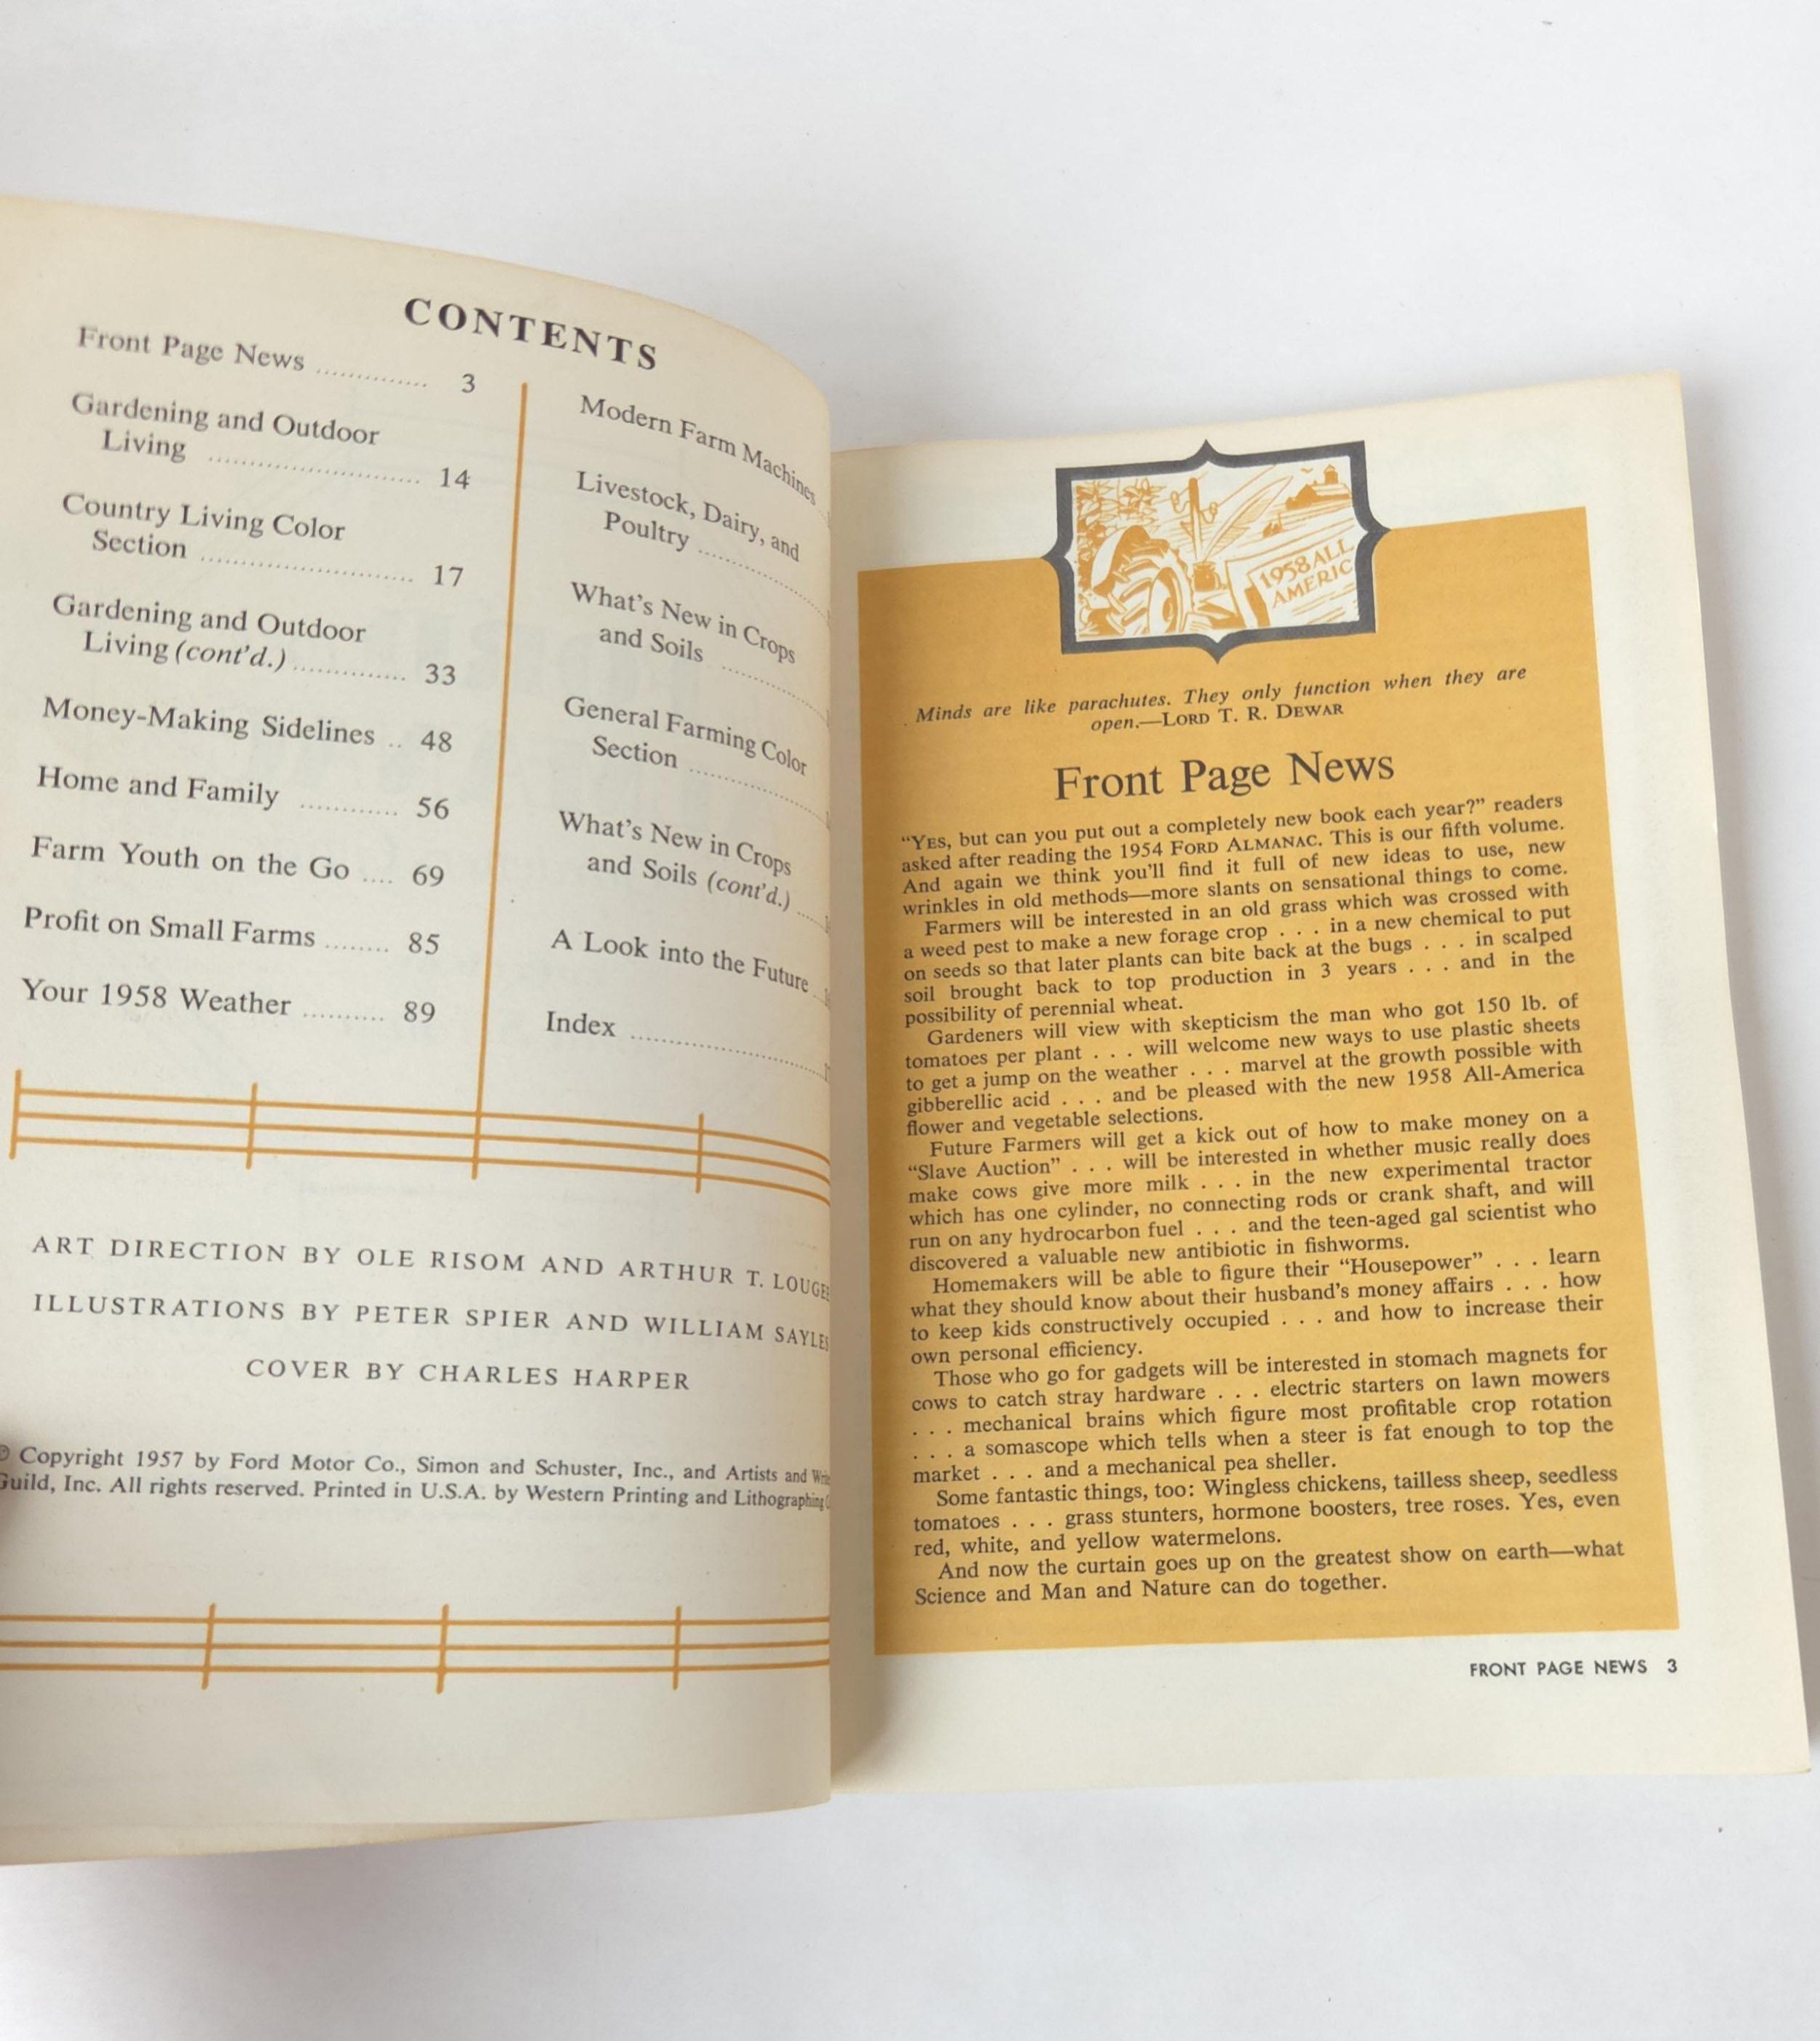 CONTENTS
Front Page News .............. 3
Gardening and Outdoor
Living ........................ 14
Country Living Color
Section ........................ 17
Gardening and Outdoor
Living (cont'd.) .............. 33
Money-Making Sidelines .. 48
Home and Family ............ 56
Farm Youth on the Go .... 69
Profit on Small Farms ........ 85
Your 1958 Weather .......... 89
Modern Farm Machines
Livestock, Dairy, and
Poultry ..................
What's New in Crops
and Soils ..............
General Farming Color
Section ..................
What's New in Crops
and Soils (cont'd.) .....
A Look into the Future ..
Index ........................
ART DIRECTION BY OLE RISOM AND ARTHUR T.
ILLUSTRATIONS BY PETER SPIER AND WILLIAM SAYLES
COVER BY CHARLES HARPER
© Copyright 1957 by Ford Motor Co., Simon and Schuster, Inc., and Artists and
Guild, Inc. All rights reserved. Printed in U.S.A. by Western Printing and Lithographing
1958 ALL
AMERIC
Minds are like parachutes. They only function when they are
open.—LORD T. R. DEWAR
Front Page News
"YES, but can you put out a completely new book each year?" readers
asked after reading the 1954 FORD ALMANAC. This is our fifth volume.
And again we think you'll find it full of new ideas to use, new
wrinkles in old methods—more slants on sensational things to come.
Farmers will be interested in an old grass which was crossed with
a weed pest to make a new forage crop . . . in a new chemical to put
on seeds so that later plants can bite back at the bugs . . . in scalped
soil brought back to top production in 3 years . . . and in the
possibility of perennial wheat.
Gardeners will view with skepticism the man who got 150 lb. of
tomatoes per plant . . . will welcome new ways to use plastic sheets
to get a jump on the weather . . . marvel at the growth possible with
gibberellic acid . . . and be pleased with the new 1958 All-America
flower and vegetable selections.
Future Farmers will get a kick out of how to make money on a
"Slave Auction" . . . will be interested in whether music really does
make cows give more milk . . . in the new experimental tractor
which has one cylinder, no connecting rods or crank shaft, and will
run on any hydrocarbon fuel . . . and the teen-aged gal scientist who
discovered a valuable new antibiotic in fishworms.
Homemakers will be able to figure their "Housepower" . . . learn
what they should know about their husband's money affairs . . . how
to keep kids constructively occupied . . . and how to increase their
own personal efficiency.
Those who go for gadgets will be interested in stomach magnets for
cows to catch stray hardware . . . electric starters on lawn mowers
. . . mechanical brains which figure most profitable crop rotation
. . . a somascope which tells when a steer is fat enough to top the
market . . . and a mechanical pea sheller.
Some fantastic things, too: Wingless chickens, tailless sheep, seedless
tomatoes . . . grass stunters, hormone boosters, tree roses. Yes, even
red, white, and yellow watermelons.
And now the curtain goes up on the greatest show on earth—what
Science and Man and Nature can do together.
FRONT PAGE NEWS 3